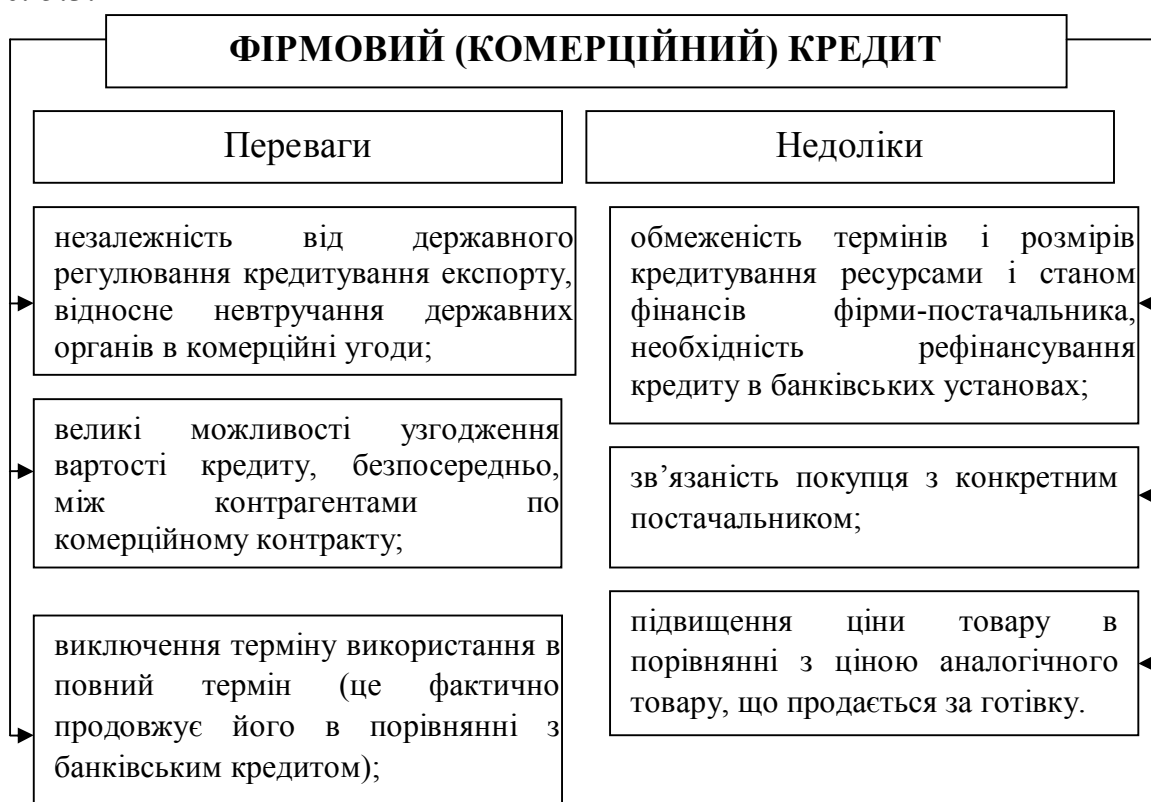 ФІРМОВИЙ (КОМЕРЦІЙНИЙ) КРЕДИТ
Переваги
незалежність від державного
регулювання кредитування експорту,
відносне невтручання державних
органів в комерційні угоди;
великі можливості узгодження
вартості кредиту, безпосередньо,
між контрагентами по
комерційному контракту;
виключення терміну використання в
повний термін (це фактично
продовжує його в порівнянні з
банківським кредитом);
Недоліки
обмеженість термінів і розмірів
кредитування ресурсами і станом
фінансів фірми-постачальника,
необхідність рефінансування
кредиту в банківських установах;
зв’язаність покупця з конкретним
постачальником;
підвищення ціни товару в
порівнянні з ціною аналогічного
товару, що продається за готівку.